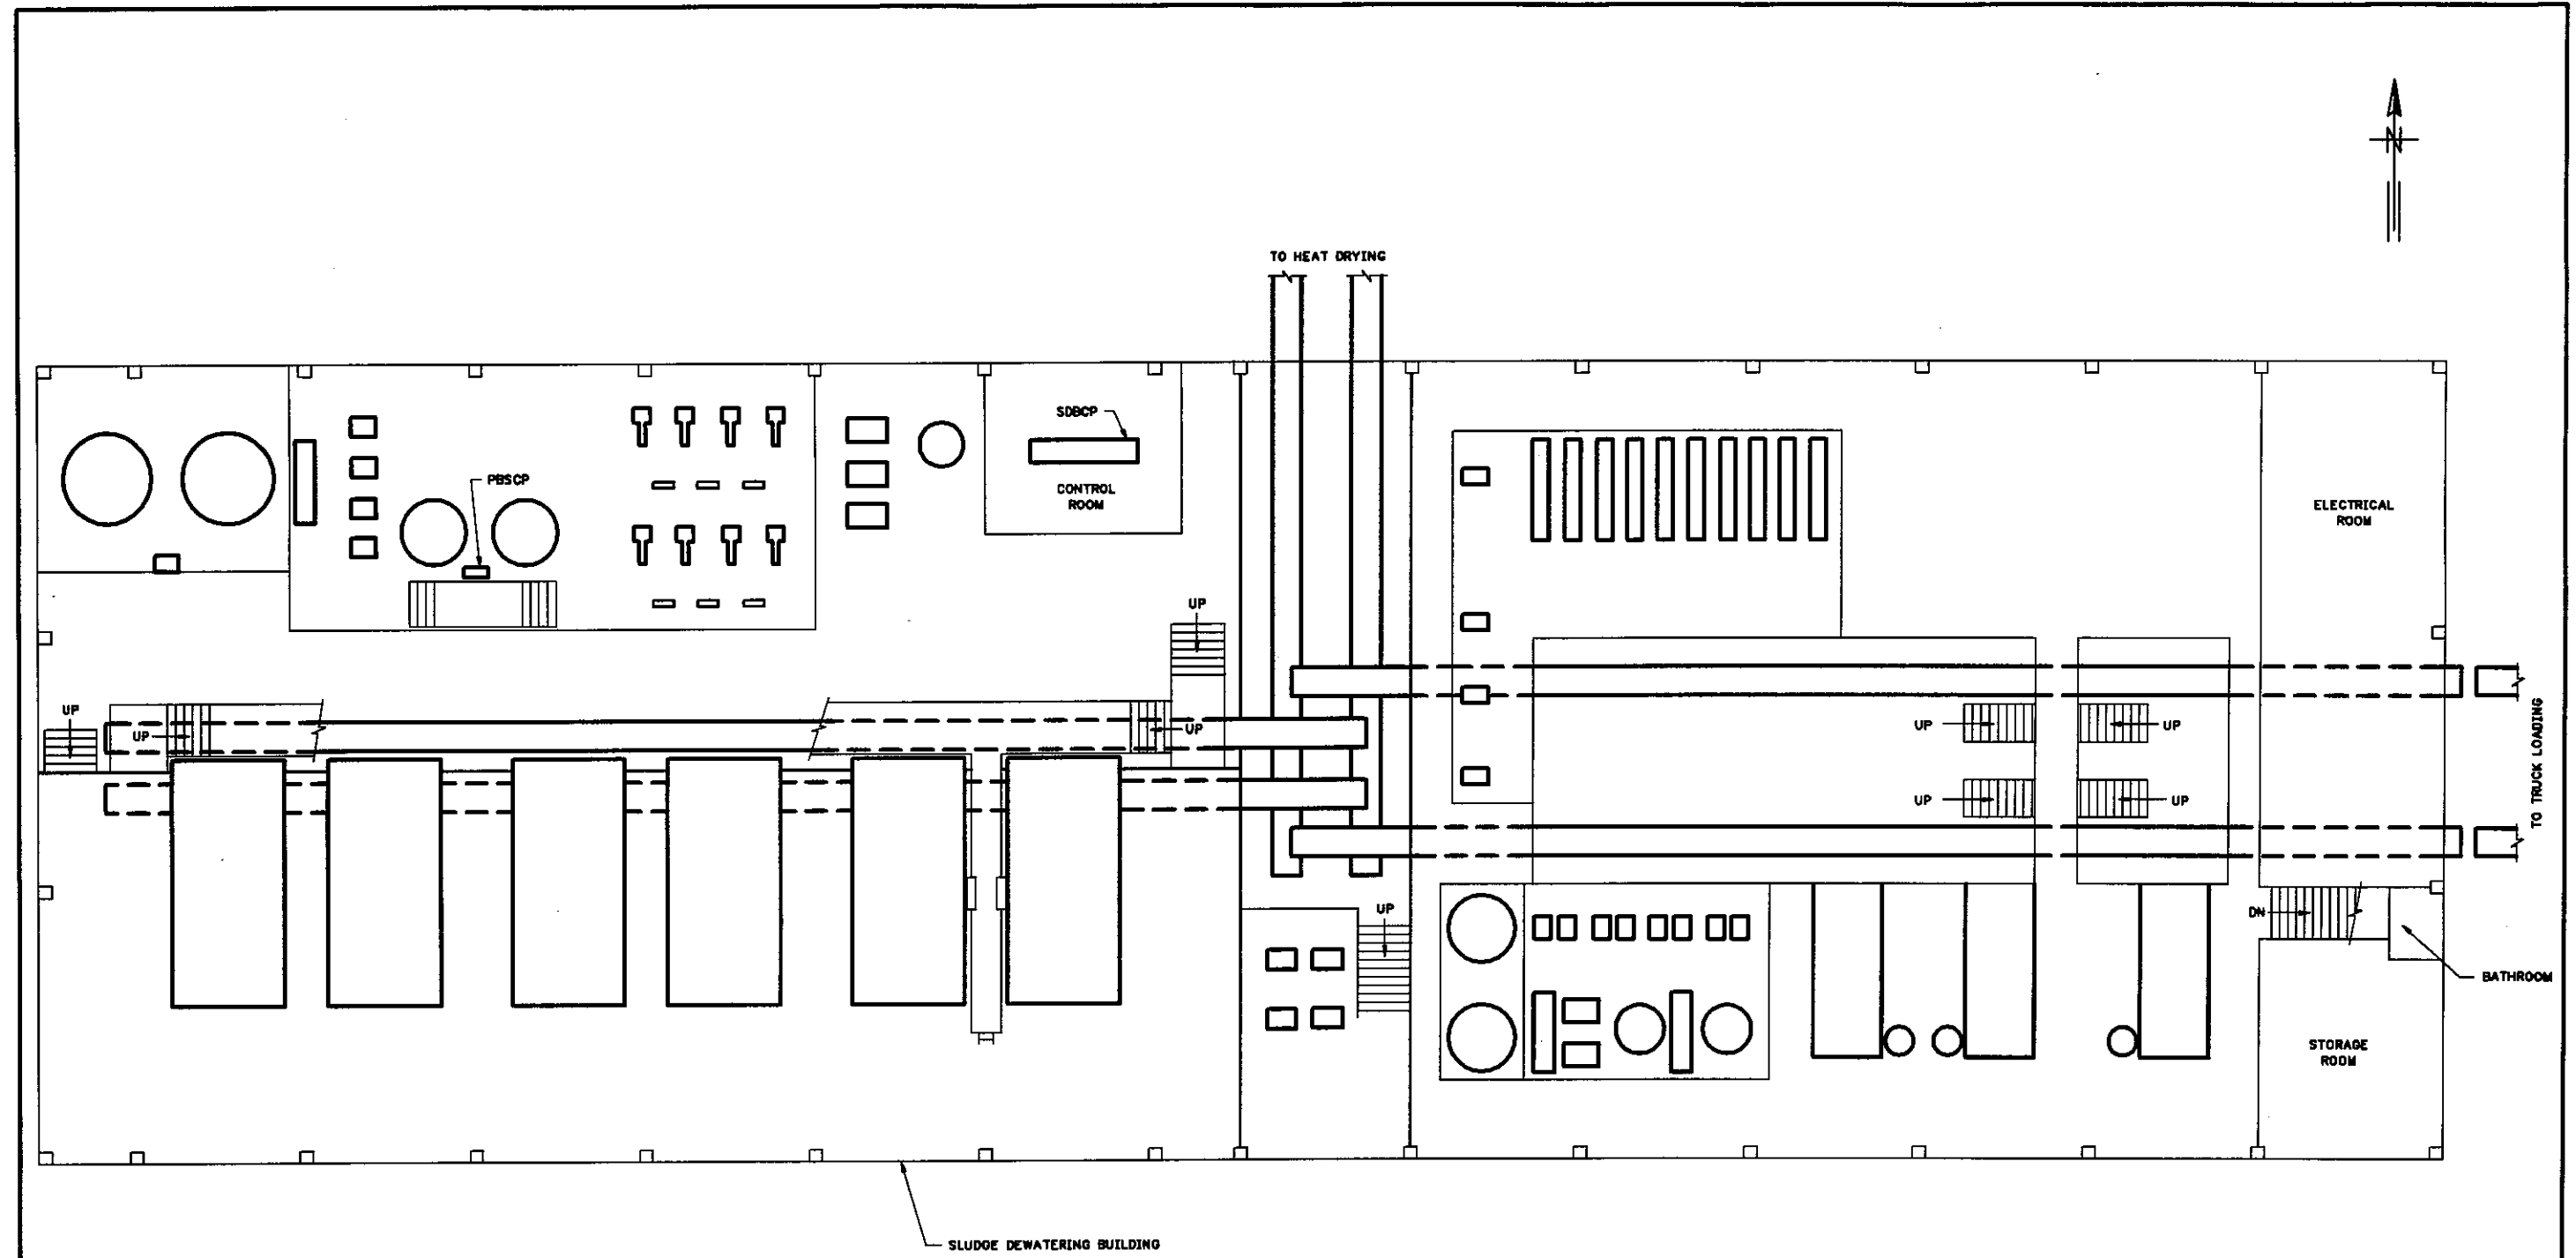 N
TO HEAT DRYING
SDBCP
CONTROL
ROOM
PBSCP
ELECTRICAL
ROOM
UP
UP
UP
UP
UP
UP
UP
UP
TO TRUCK LOADING
UP
DN
BATHROOM
STORAGE
ROOM
SLUDGE DEWATERING BUILDING